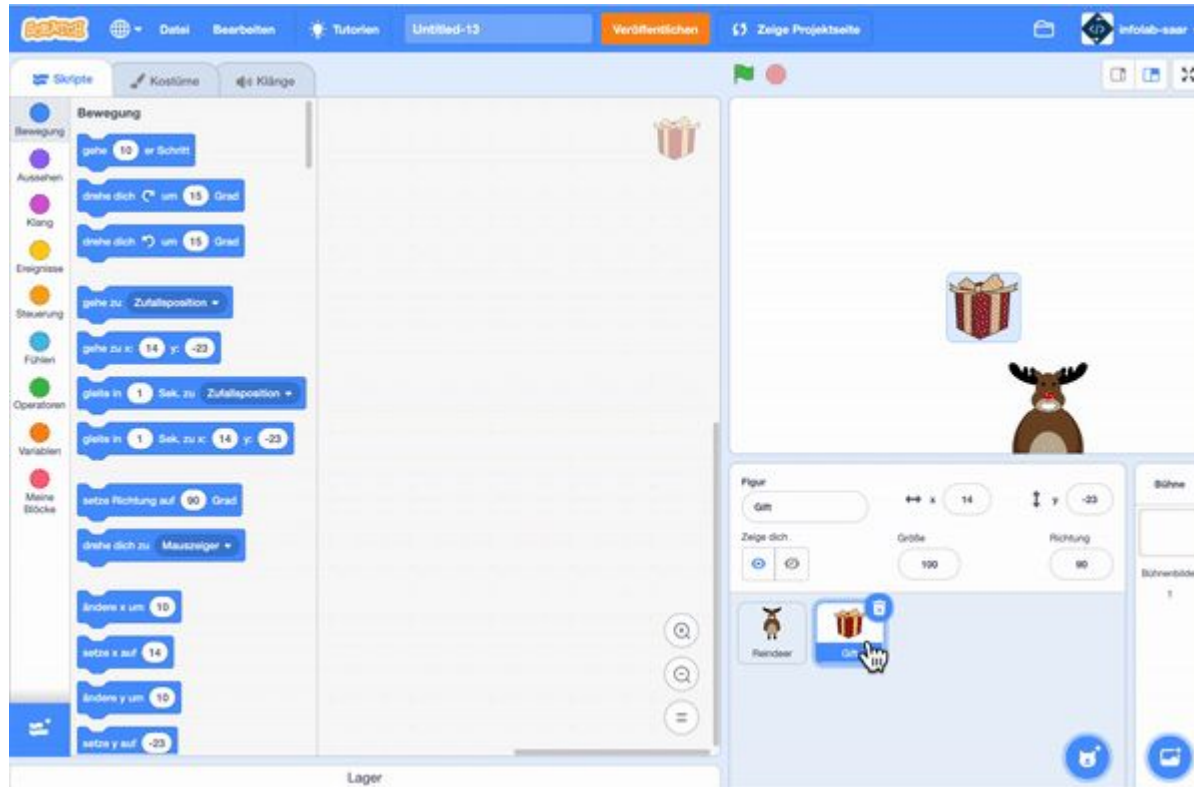 SCRATCH
Datei Bearbeiten Tutorien Untitled-13 Veröffentlichen Zeige Projektseite infolab-saar
Skripte Kostüme Klänge
Bewegung
Aussehen
Klang
Ereignisse
Steuerung
Fühlen
Operatoren
Variablen
Meine
Blöcke
Bewegung
gehe 10 er Schritt
drehe dich um 15 Grad
drehe dich um 15 Grad
gehe zu Zufallsposition
gehe zu x: 14 y: -23
gleite in 1 Sek. zu Zufallsposition
gleite in 1 Sek. zu x: 14 y: -23
setze Richtung auf 90 Grad
drehe dich zu Mauszeiger
ändere x um 10
setze x auf 14
ändere y um 10
setze y auf -23
Lager
Figur
Gift x 14 y -23
Zeige dich Größe Richtung
100 90
Reindeer Gift
Bühne
Bühnenbilder
1